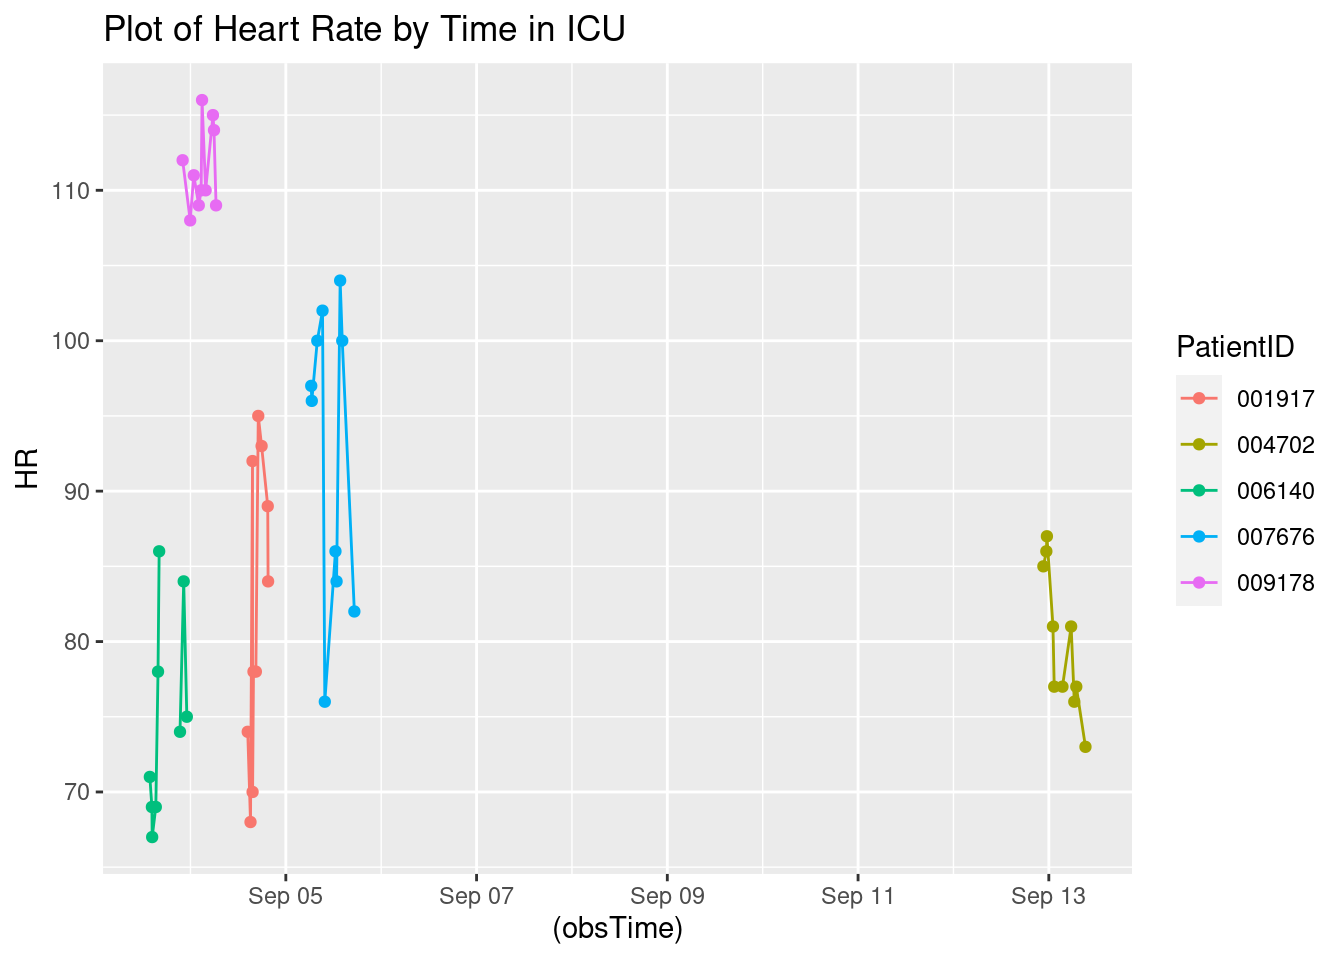 Plot of Heart Rate by Time in ICU
110
100
90
80
70
HR
Sep 05
Sep 07
Sep 09
Sep 11
Sep 13
(obsTime)
PatientID
001917
004702
006140
007676
009178